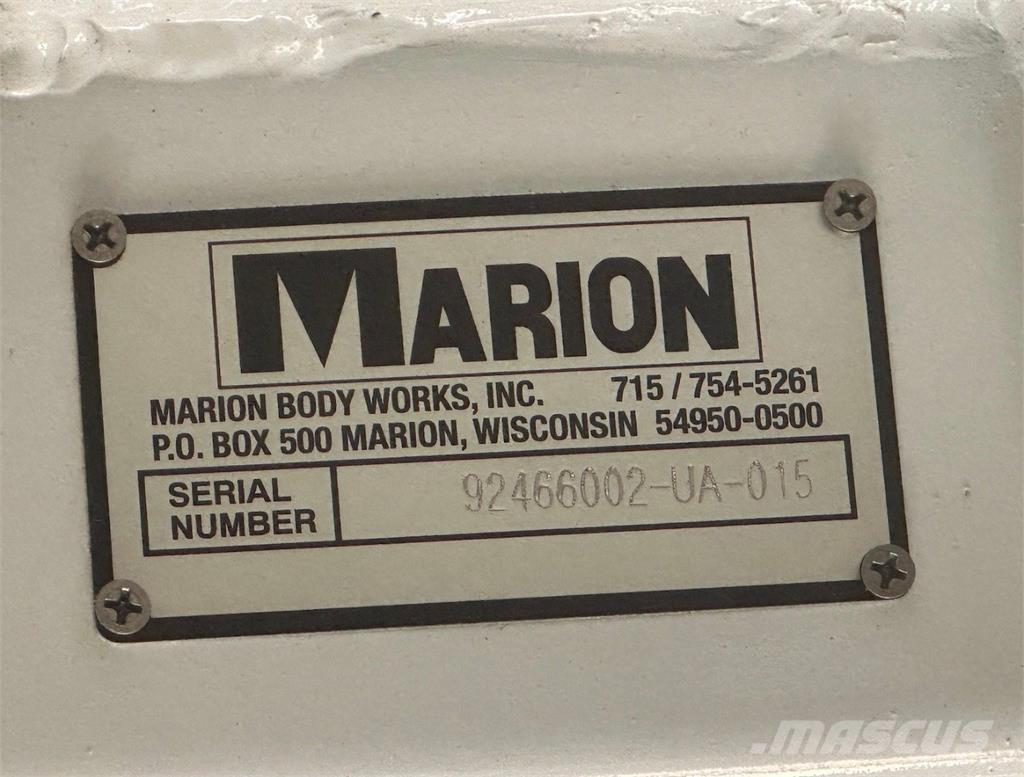 MARION
MARION BODY WORKS, INC. 715 / 754-5261
P.O. BOX 500 MARION, WISCONSIN 54950-0500
SERIAL
NUMBER
92466002-UA-015
.MASCUS